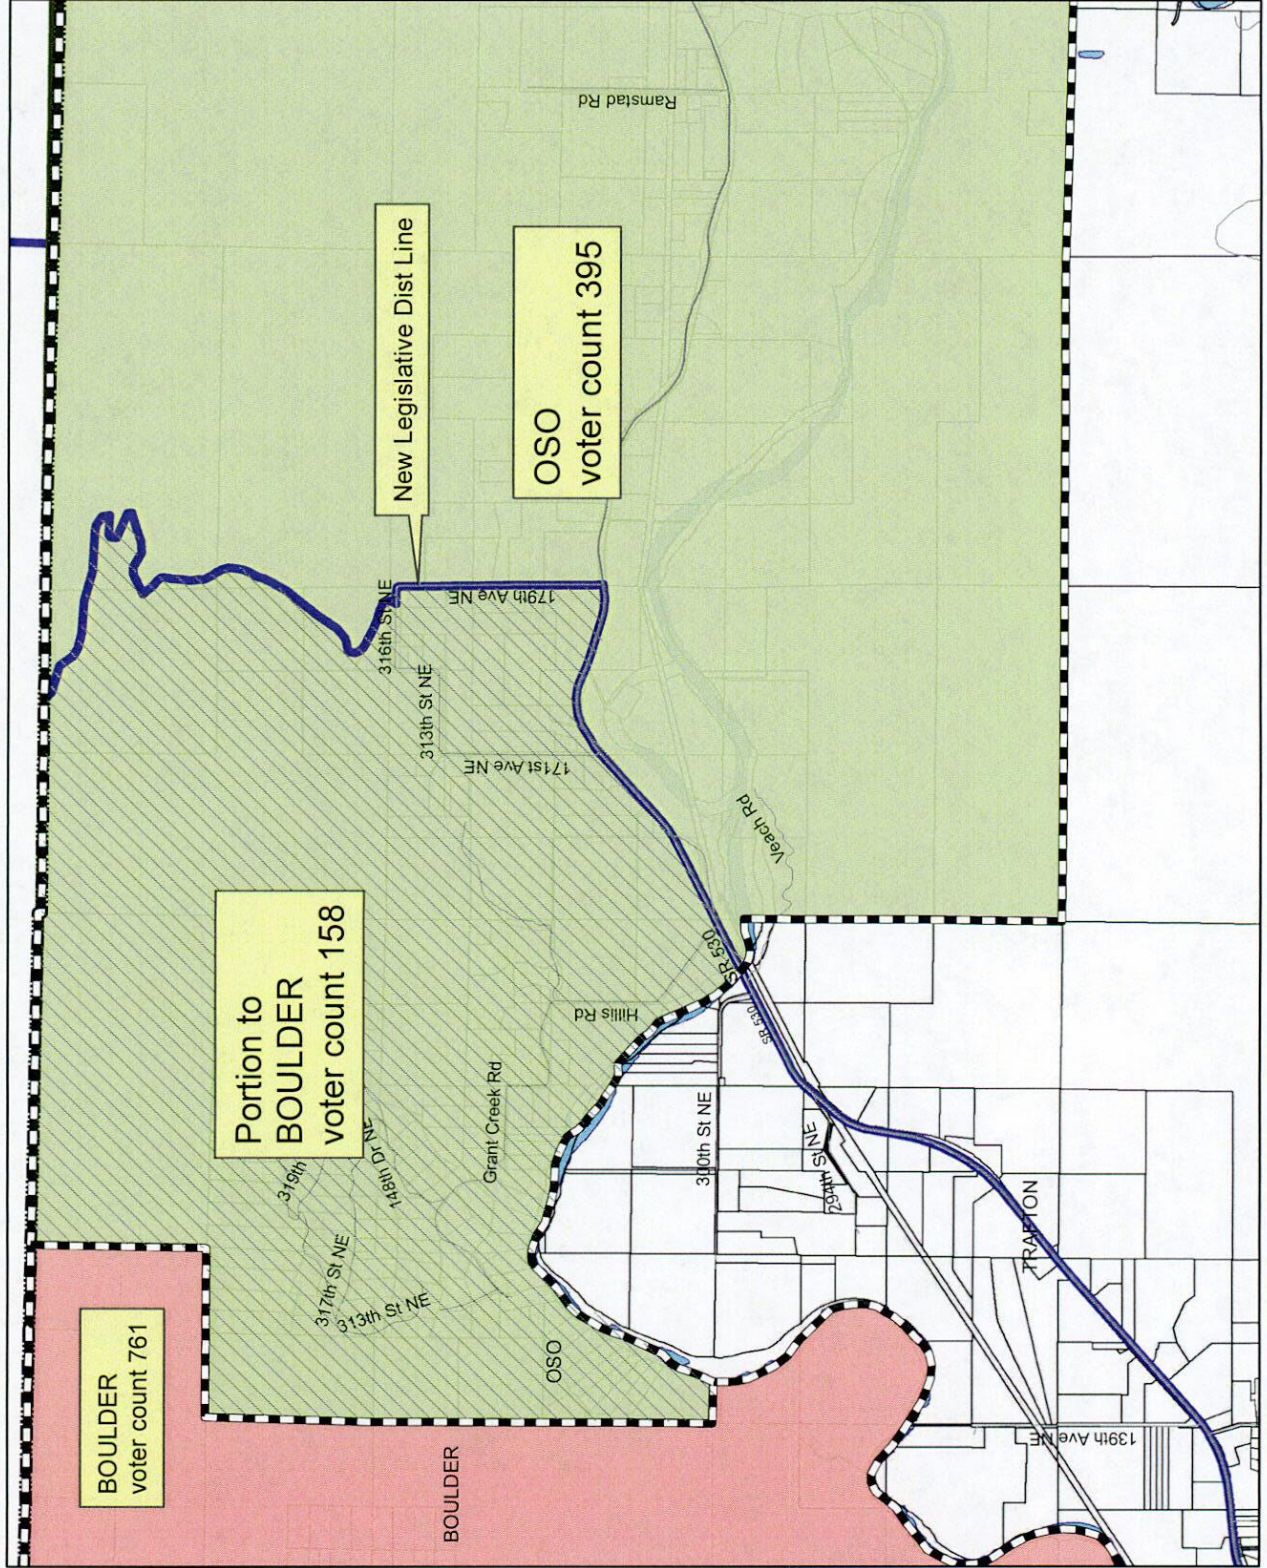 BOULDER
voter count 761
Portion to
BOULDER
voter count 158
New Legislative Dist Line
OSO
voter count 395
Ramstad Rd
316th St NE
179th Ave NE
313th St NE
171st Ave NE
Veach Rd
SR 530
SR 530
Hillis Rd
Grant Creek Rd
319th
148th Dr NE
317th St NE
313th St NE
OSO
BOULDER
300th St NE
294th St NE
TRAFTON
139th Ave NE